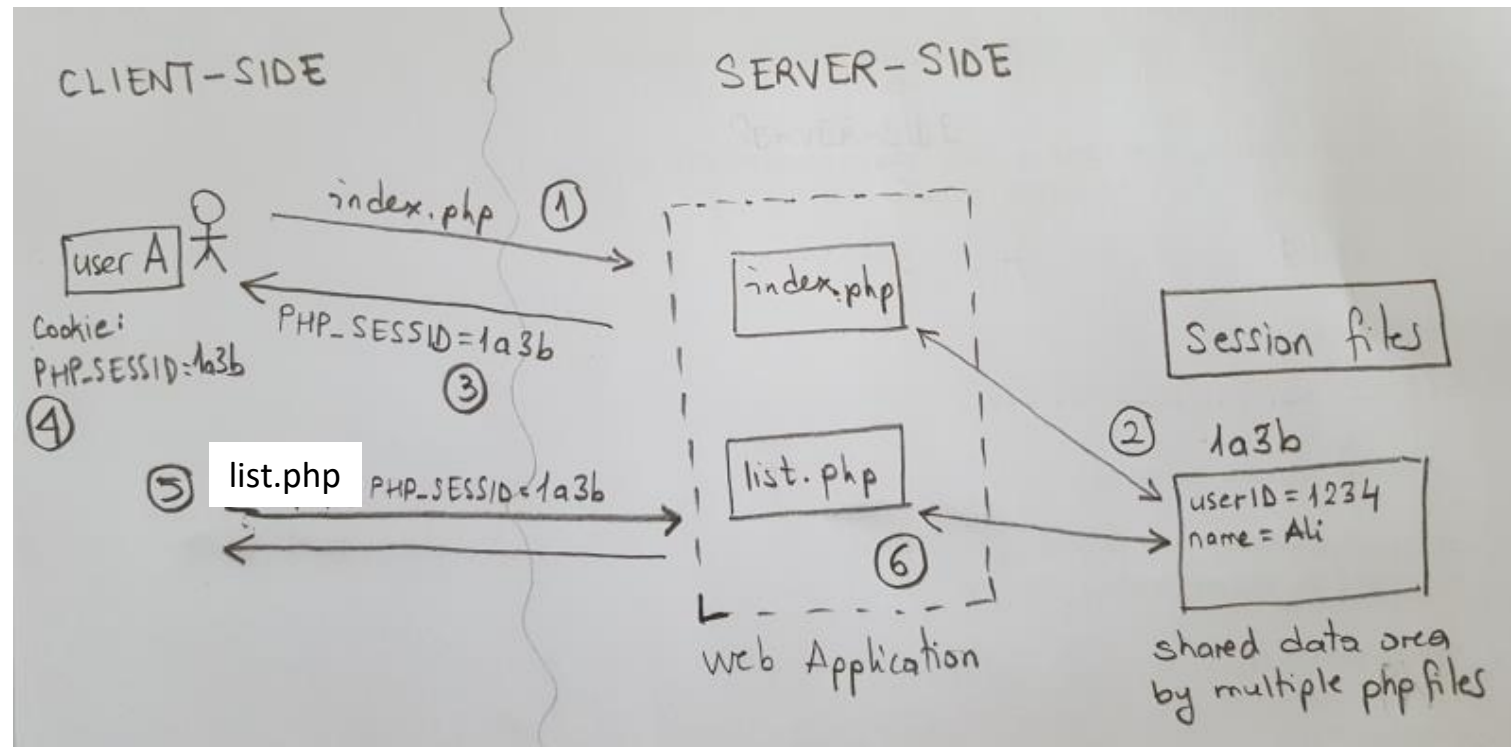 CLIENT-SIDE
SERVER-SIDE
index.php ①
user A
index.php
Session files
Cookie:
PHP_SESSID=1a3b
④
PHP_SESSID=1a3b
③
② 1a3b
userID = 1234
name = Ali
⑤ list.php PHP_SESSID=1a3b
list.php
⑥
Web Application
shared data area
by multiple php files